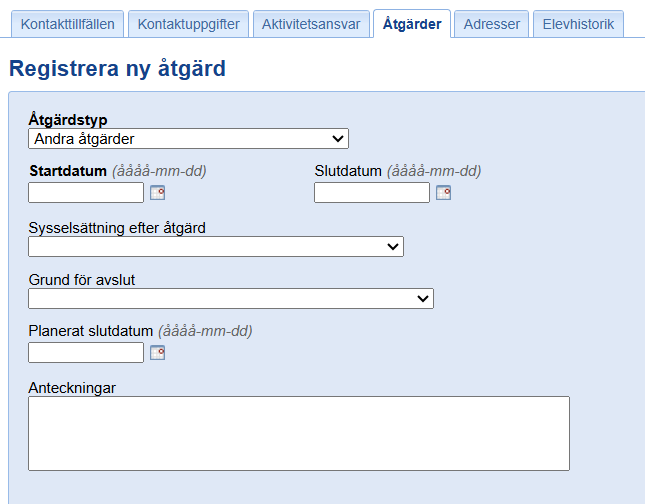 Kontakttillfällen Kontaktuppgifter Aktivitetsansvar Åtgärder Adresser Elevhistorik
Registrera ny åtgärd
Åtgärdstyp
Andra åtgärder
Startdatum (åååå-mm-dd) Slutdatum (åååå-mm-dd)
Sysselsättning efter åtgärd
Grund för avslut
Planerat slutdatum (åååå-mm-dd)
Anteckningar